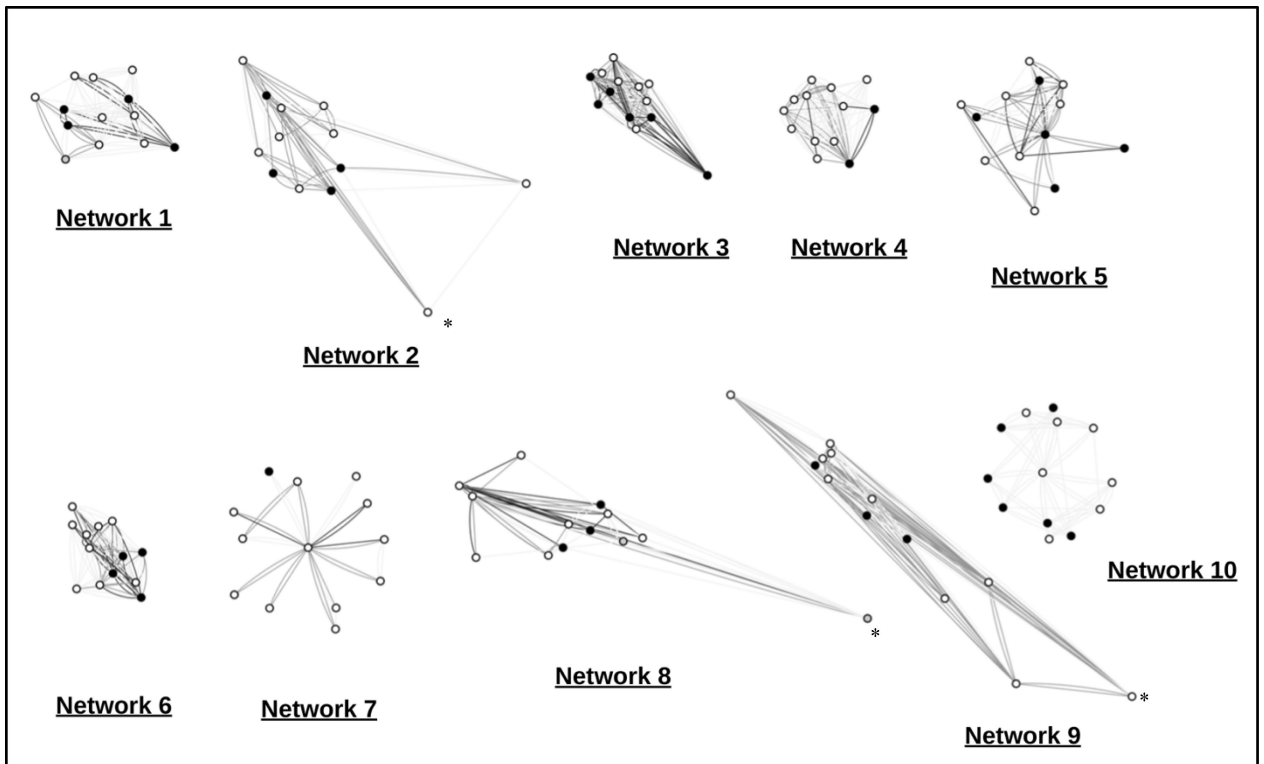 Network 1
Network 3
Network 4
Network 5
*
Network 2
Network 10
*
Network 8
*
Network 6
Network 7
Network 9